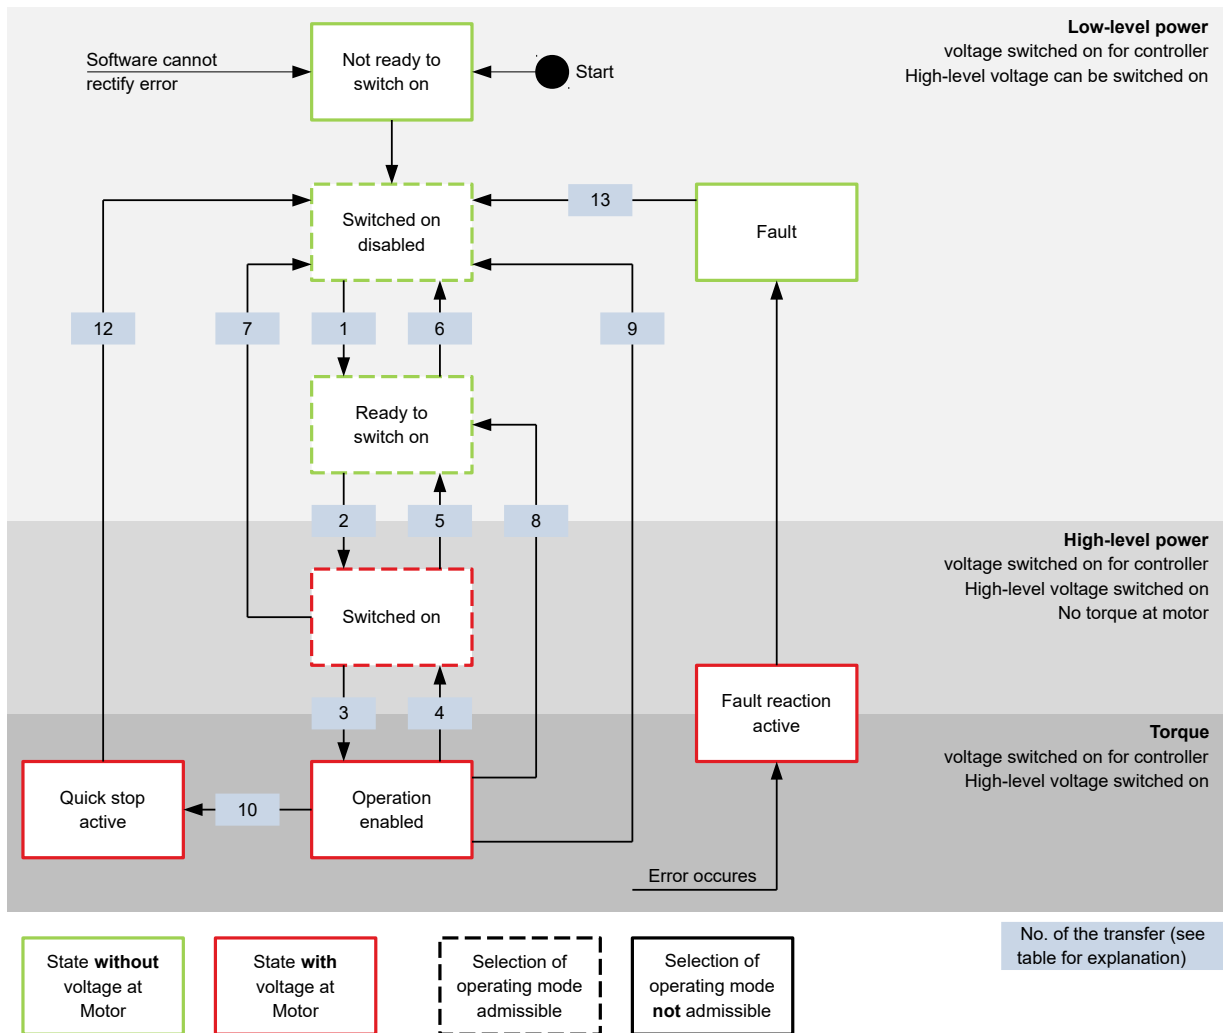 Low-level power
voltage switched on for controller
High-level voltage can be switched on
Software cannot
rectify error
Not ready to
switch on
Start
Switched on
disabled
13
Fault
12
7
1
6
9
Ready to
switch on
2
5
8
High-level power
voltage switched on for controller
High-level voltage switched on
No torque at motor
Switched on
3
4
Fault reaction
active
Torque
voltage switched on for controller
High-level voltage switched on
Quick stop
active
10
Operation
enabled
Error occures
State without
voltage at
Motor
State with
voltage at
Motor
Selection of
operating mode
admissible
Selection of
operating mode
not admissible
No. of the transfer (see
table for explanation)